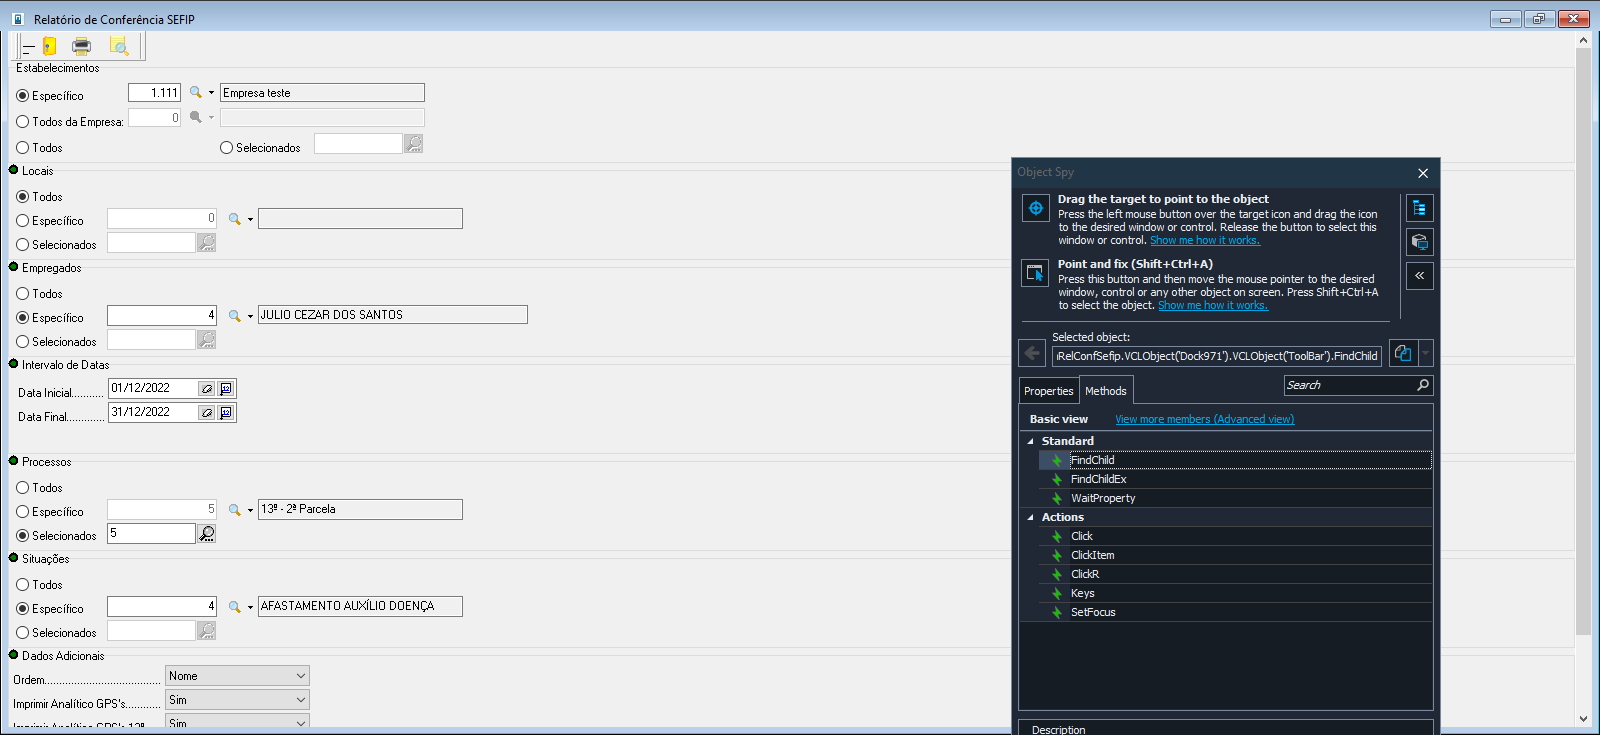 Relatório de Conferência SEFIP
Estabelecimentos
Específico 1.111 Empresa teste
Todos da Empresa: 0
Todos Selecionados
Locais
Todos
Específico 0
Selecionados
Empregados
Todos
Específico 4 JULIO CEZAR DOS SANTOS
Selecionados
Intervalo de Datas
Data Inicial........... 01/12/2022
Data Final............. 31/12/2022
Processos
Todos
Específico 5 13ª - 2ª Parcela
Selecionados 5
Situações
Todos
Específico 4 AFASTAMENTO AUXÍLIO DOENÇA
Selecionados
Dados Adicionais
Ordem...................................... Nome
Imprimir Analítico GPS's............ Sim
Imprimir Analítico GPS's 13º Sim
Object Spy
Drag the target to point to the object
Press the left mouse button over the target icon and drag the icon
to the desired window or control. Release the button to select this
window or control. Show me how it works.
Point and fix (Shift+Ctrl+A)
Press this button and then move the mouse pointer to the desired
window, control or any other object on screen. Press Shift+Ctrl+A
to select the object. Show me how it works.
Selected object:
RelConfSefip.VCLObject('Dock971').VCLObject('ToolBar').FindChild
Properties Methods Search
Basic view View more members (Advanced view)
Standard
FindChild
FindChildEx
WaitProperty
Actions
Click
ClickItem
ClickR
Keys
SetFocus
Description